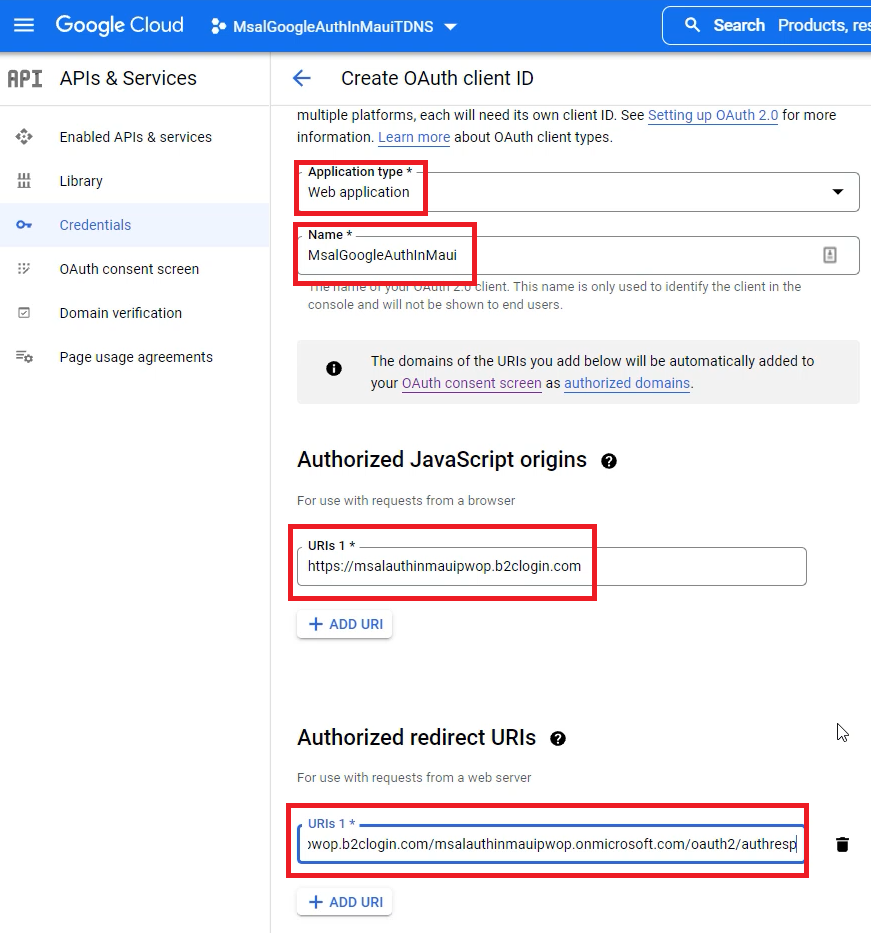 Google Cloud
MsalGoogleAuthInMauiTDNS
Search Products, res
API APIs & Services
Enabled APIs & services
Library
Credentials
OAuth consent screen
Domain verification
Page usage agreements
Create OAuth client ID
multiple platforms, each will need its own client ID. See Setting up OAuth 2.0 for more
information. Learn more about OAuth client types.
Application type *
Web application
Name *
MsalGoogleAuthInMaui
The name of your OAuth 2.0 client. This name is only used to identify the client in the
console and will not be shown to end users.
The domains of the URIs you add below will be automatically added to
your OAuth consent screen as authorized domains.
Authorized JavaScript origins
For use with requests from a browser
URIs 1 *
https://msalauthinmauipwop.b2clogin.com
+ ADD URI
Authorized redirect URIs
For use with requests from a web server
URIs 1 *
pwop.b2clogin.com/msalauthinmauipwop.onmicrosoft.com/oauth2/authresp
+ ADD URI